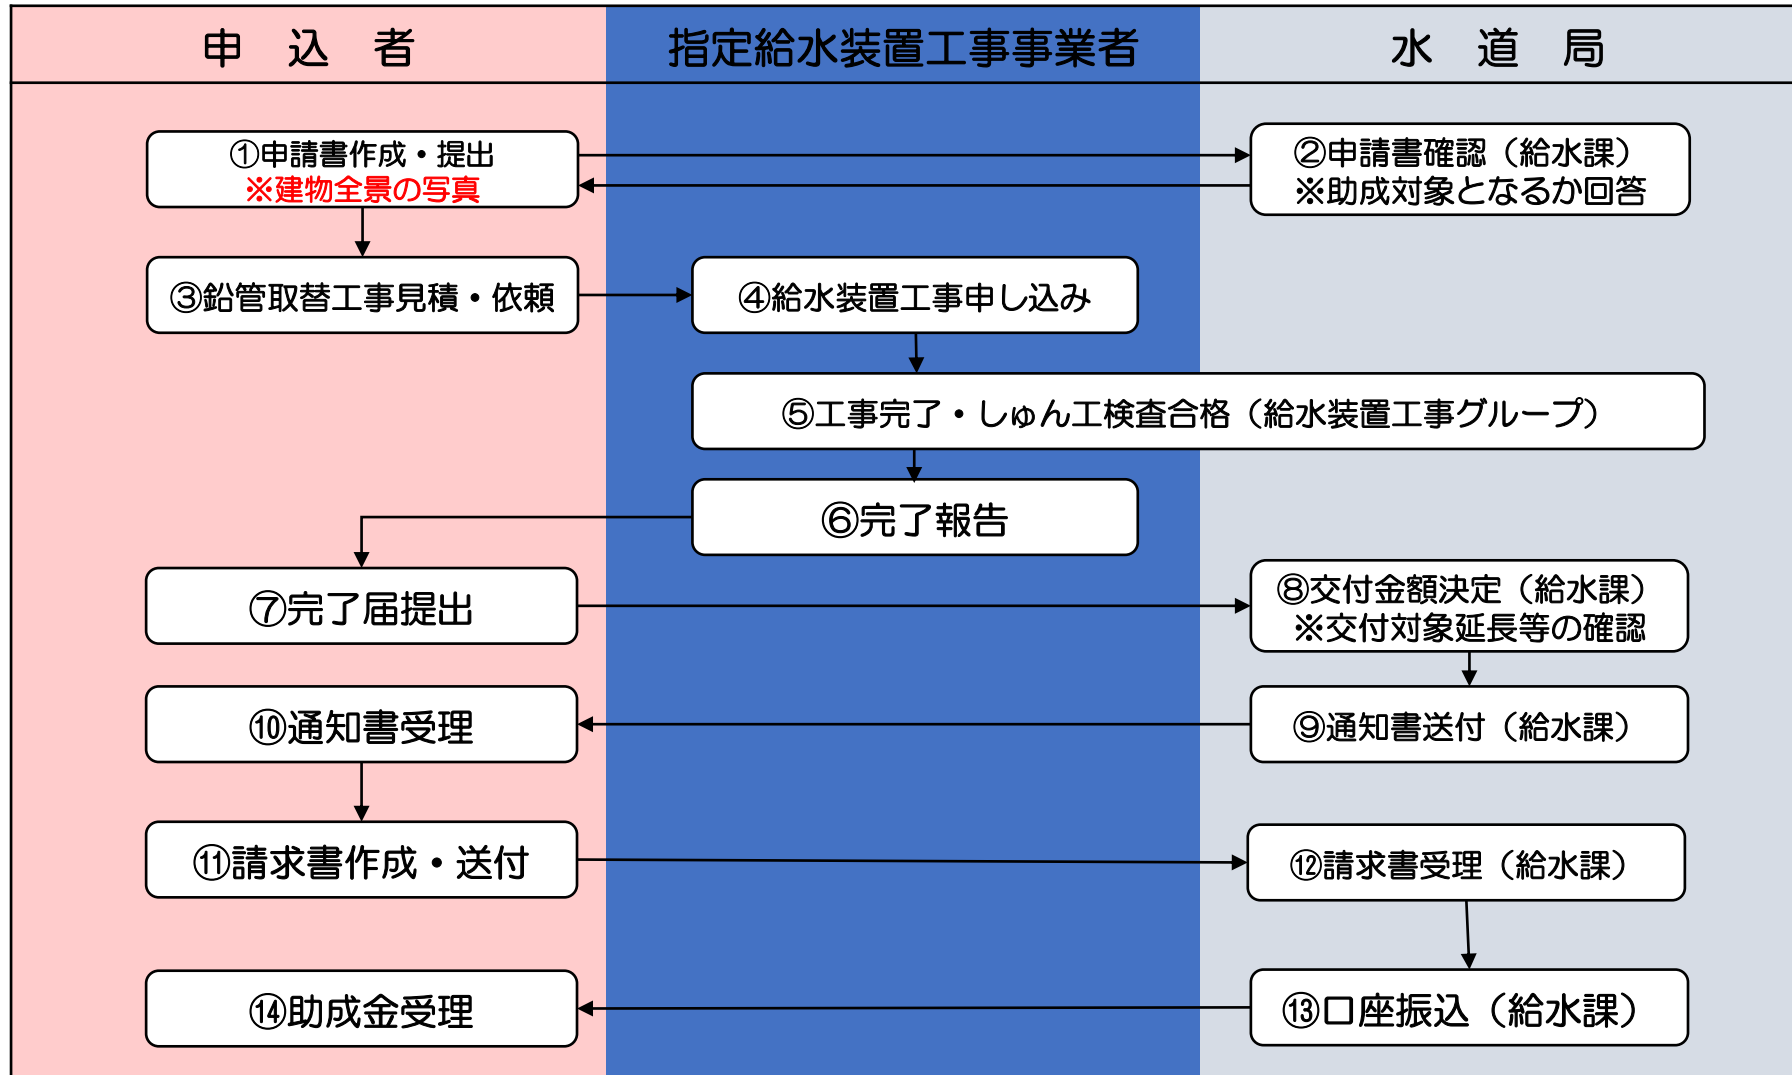 申　込　者
指定給水装置工事事業者
水　道　局
①申請書作成・提出
※建物全景の写真
②申請書確認（給水課）
※助成対象となるか回答
③鉛管取替工事見積・依頼
④給水装置工事申し込み
⑤工事完了・しゅん工検査合格（給水装置工事グループ）
⑥完了報告
⑦完了届提出
⑧交付金額決定（給水課）
※交付対象延長等の確認
⑩通知書受理
⑨通知書送付（給水課）
⑪請求書作成・送付
⑫請求書受理（給水課）
⑭助成金受理
⑬口座振込（給水課）